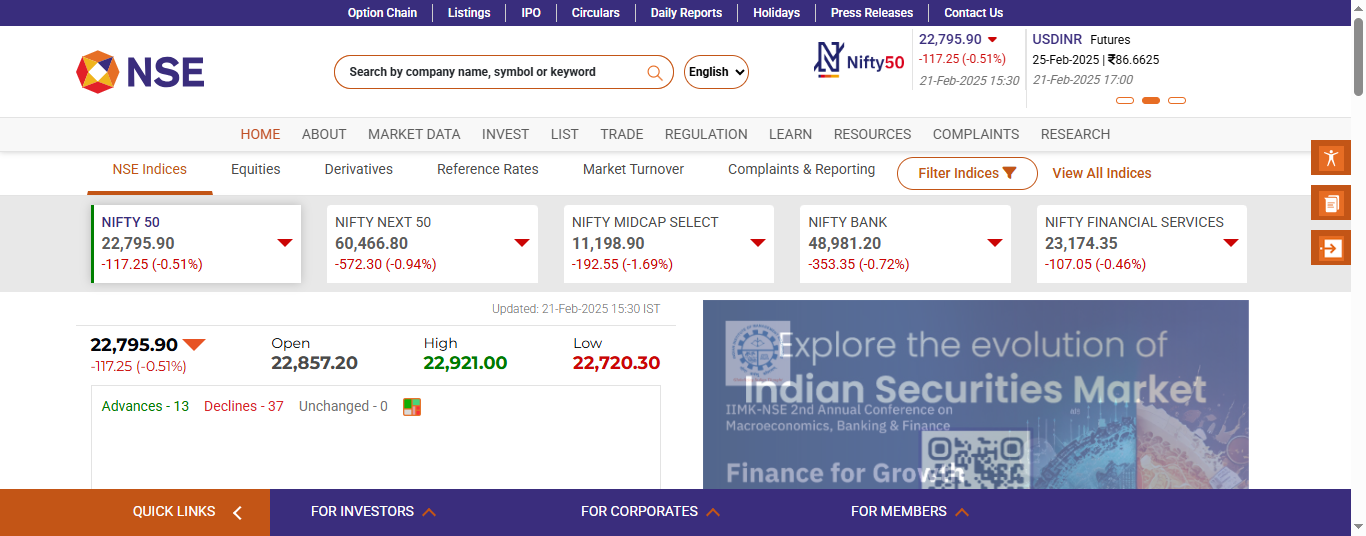 Option Chain Listings IPO Circulars Daily Reports Holidays Press Releases Contact Us
NSE
Search by company name, symbol or keyword
English
Nifty50
22,795.90
-117.25 (-0.51%)
21-Feb-2025 15:30
USDINR Futures
25-Feb-2025 | ₹86.6625
21-Feb-2025 17:00
HOME ABOUT MARKET DATA INVEST LIST TRADE REGULATION LEARN RESOURCES COMPLAINTS RESEARCH
NSE Indices Equities Derivatives Reference Rates Market Turnover Complaints & Reporting Filter Indices View All Indices
NIFTY 50
22,795.90
-117.25 (-0.51%)
NIFTY NEXT 50
60,466.80
-572.30 (-0.94%)
NIFTY MIDCAP SELECT
11,198.90
-192.55 (-1.69%)
NIFTY BANK
48,981.20
-353.35 (-0.72%)
NIFTY FINANCIAL SERVICES
23,174.35
-107.05 (-0.46%)
Updated: 21-Feb-2025 15:30 IST
22,795.90
-117.25 (-0.51%)
Open
22,857.20
High
22,921.00
Low
22,720.30
Advances - 13 Declines - 37 Unchanged - 0
Explore the evolution of
Indian Securities Market
IIMK-NSE 2nd Annual Conference on
Macroeconomics, Banking & Finance
Finance for Growth
QUICK LINKS FOR INVESTORS FOR CORPORATES FOR MEMBERS